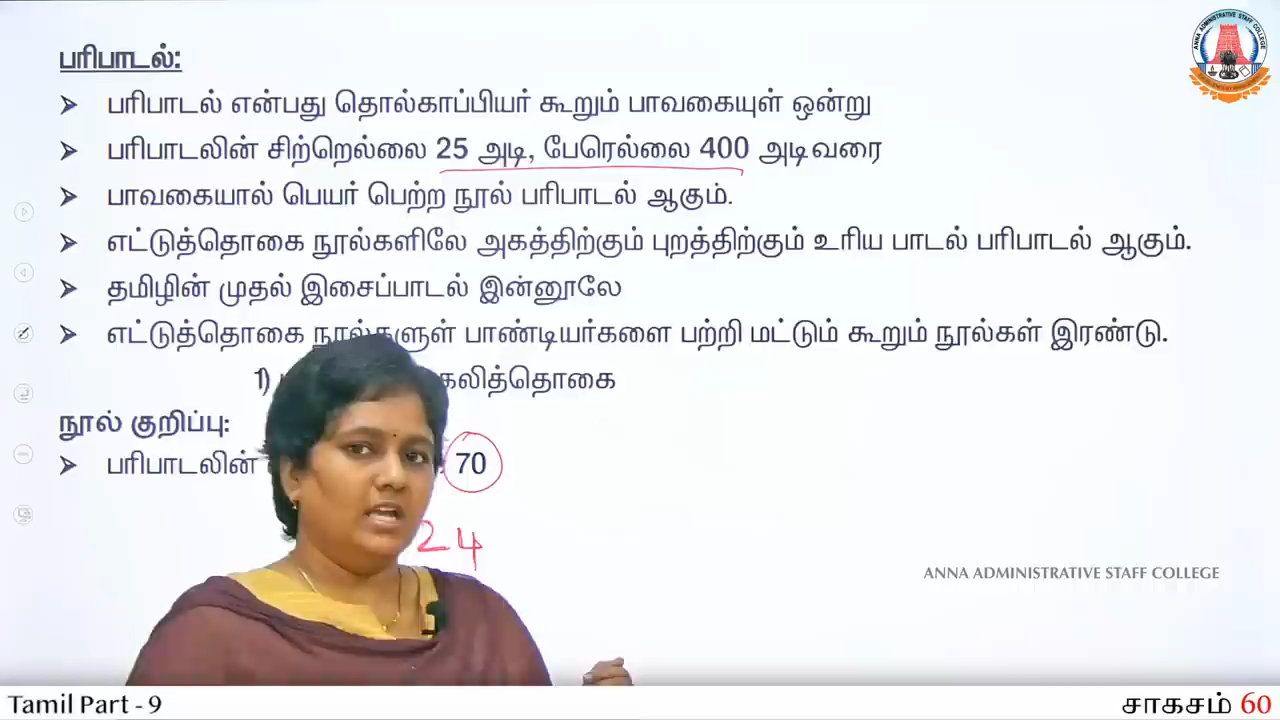 பரிபாடல்:
➤ பரிபாடல் என்பது தொல்காப்பியர் கூறும் பாவகையுள் ஒன்று
➤ பரிபாடலின் சிற்றெல்லை 25 அடி, பேரெல்லை 400 அடிவரை
➤ பாவகையால் பெயர் பெற்ற நூல் பரிபாடல் ஆகும்.
➤ எட்டுத்தொகை நூல்களிலே அகத்திற்கும் புறத்திற்கும் உரிய பாடல் பரிபாடல் ஆகும்.
➤ தமிழின் முதல் இசைப்பாடல் இன்னூலே
➤ எட்டுத்தொகை நூல்களுள் பாண்டியர்களை பற்றி மட்டும் கூறும் நூல்கள் இரண்டு.
1) கலித்தொகை
நூல் குறிப்பு:
➤ பரிபாடலின் 70
24
ANNA ADMINISTRATIVE STAFF COLLEGE
Tamil Part - 9
சாகசம் 60